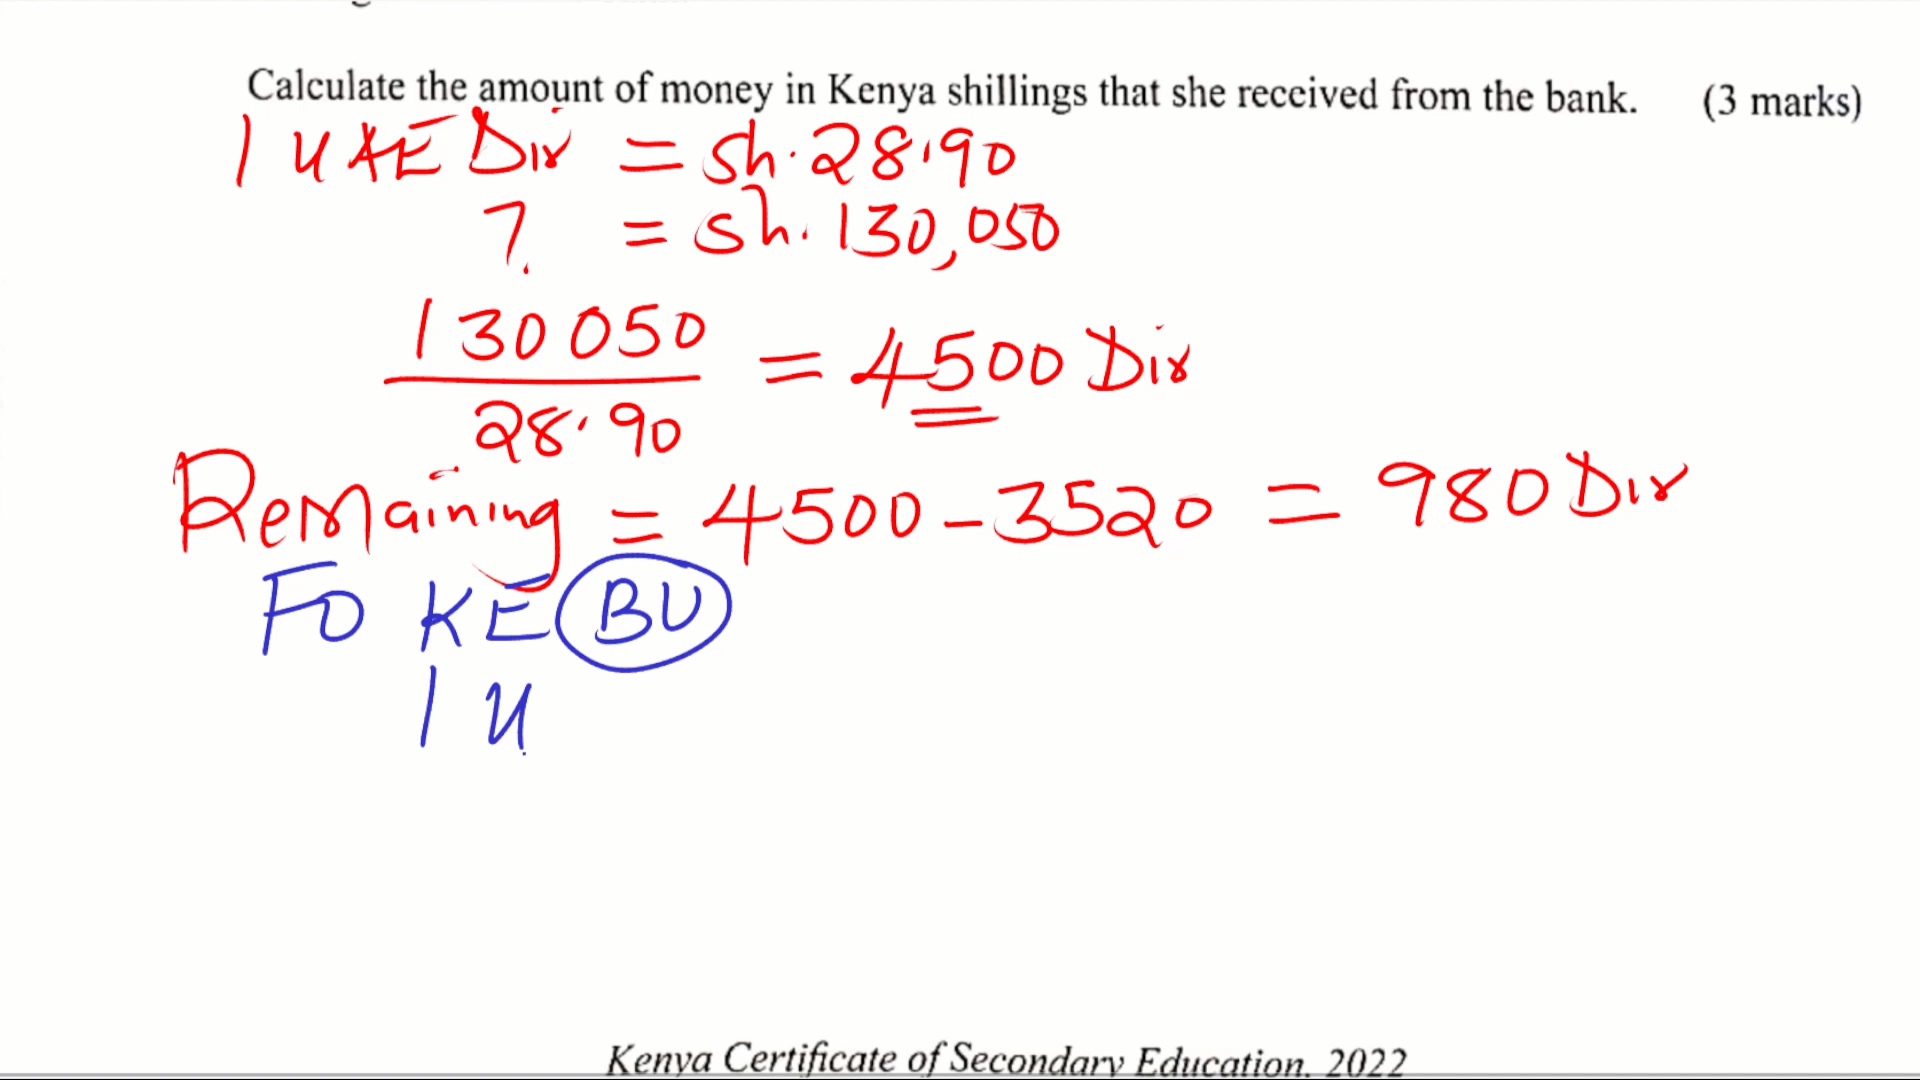 Calculate the amount of money in Kenya shillings that she received from the bank. (3 marks)
1 UAE Dir = sh. 28.90
? = sh. 130,050
130050 / 28.90 = 4500 Dir
Remaining = 4500 - 3520 = 980 Dir
FO KE BU
1 U
Kenya Certificate of Secondary Education. 2022